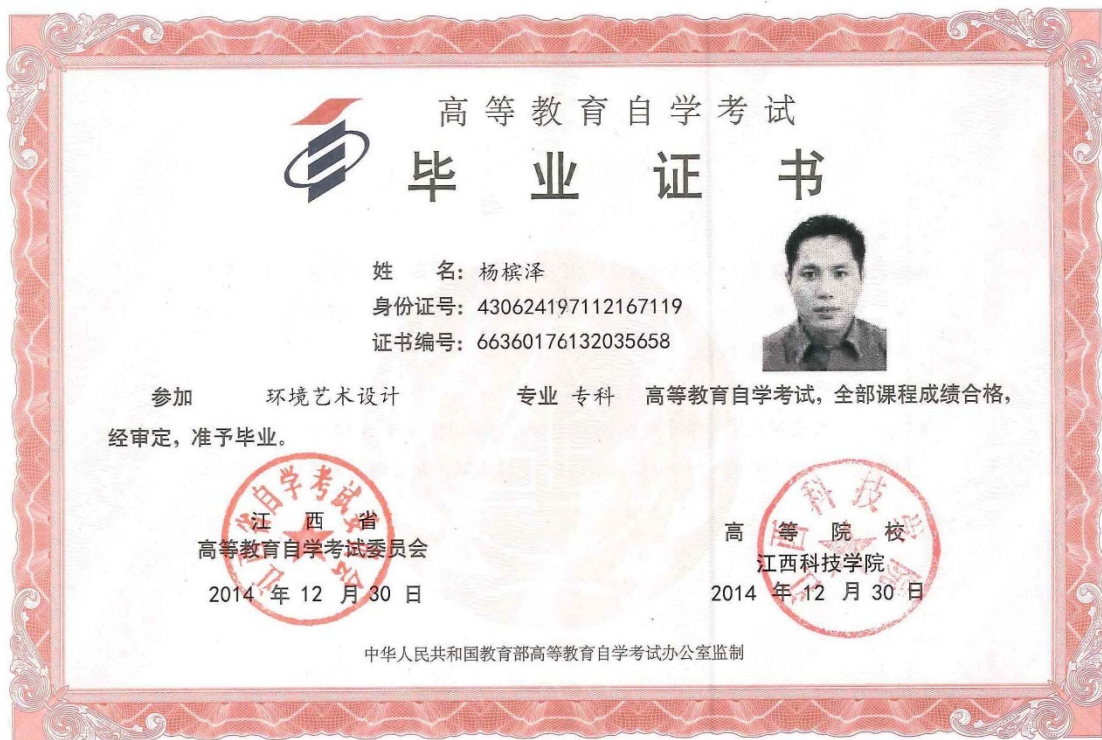 高等教育自学考试
毕业证书
姓名：杨槟泽
身份证号：430624197112167119
证书编号：66360176132035658
参加 环境艺术设计 专业 专科 高等教育自学考试，全部课程成绩合格，
经审定，准予毕业。
江西省
高等教育自学考试委员会
2014 年 12 月 30 日
高等院校
江西科技学院
2014 年 12 月 30 日
江西科技学院
中华人民共和国教育部高等教育自学考试办公室监制